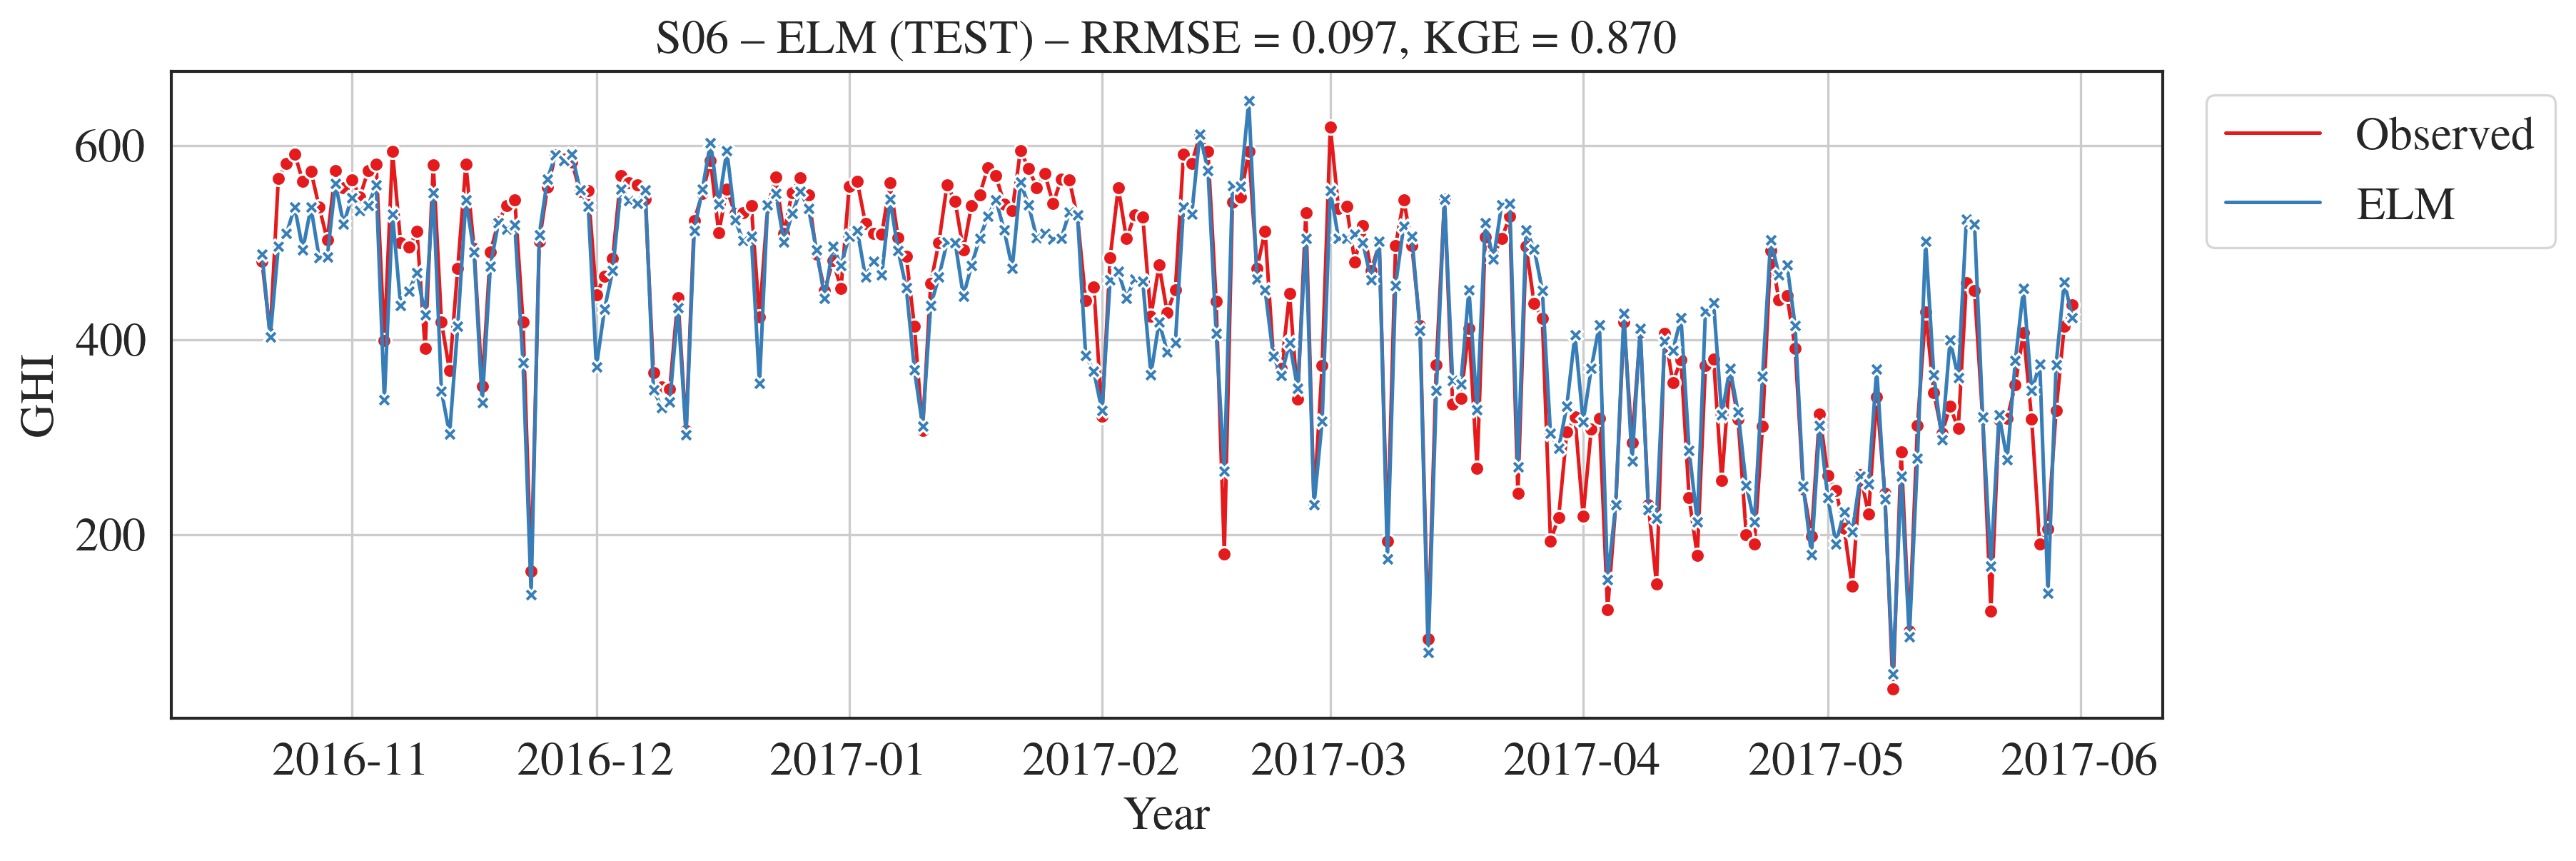 S06 – ELM (TEST) – RRMSE = 0.097, KGE = 0.870
Observed
ELM
600
400
200
GHI
2016-11 2016-12 2017-01 2017-02 2017-03 2017-04 2017-05 2017-06
Year